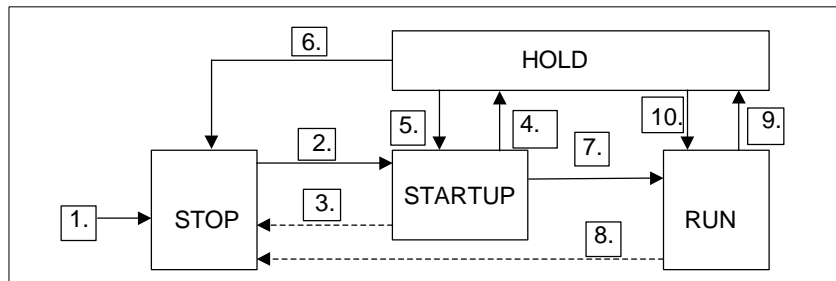 6.
HOLD
5.
4.
10.
9.
2.
7.
1.
STOP
3.
STARTUP
8.
RUN